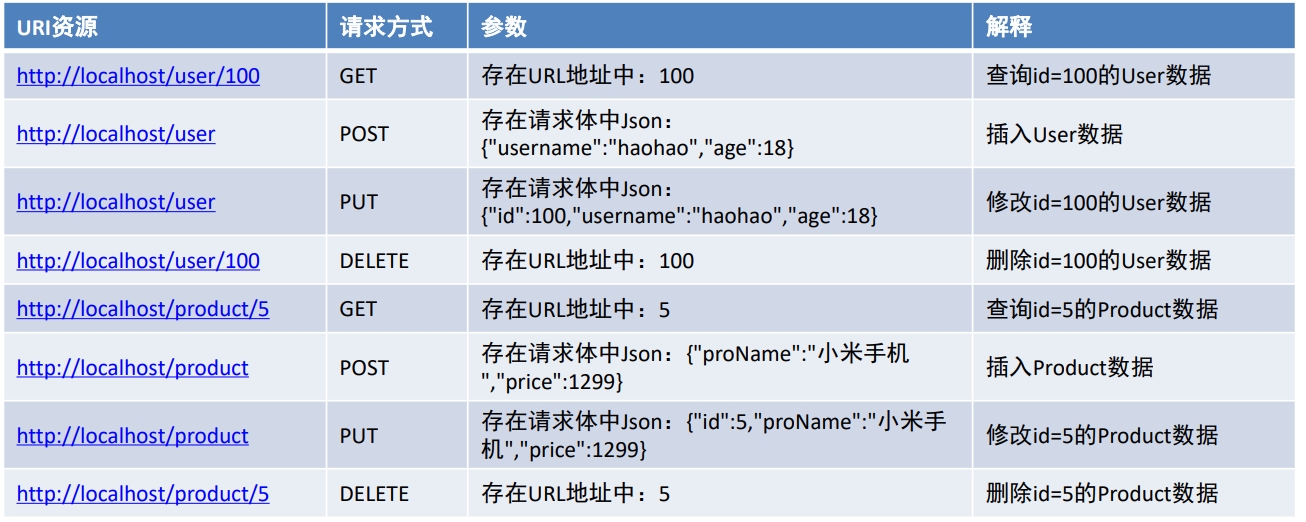 URI资源 请求方式 参数 解释
http://localhost/user/100 GET 存在URL地址中：100 查询id=100的User数据
http://localhost/user POST 存在请求体中Json：
{"username":"haohao","age":18} 插入User数据
http://localhost/user PUT 存在请求体中Json：
{"id":100,"username":"haohao","age":18} 修改id=100的User数据
http://localhost/user/100 DELETE 存在URL地址中：100 删除id=100的User数据
http://localhost/product/5 GET 存在URL地址中：5 查询id=5的Product数据
http://localhost/product POST 存在请求体中Json：{"proName":"小米手机
","price":1299} 插入Product数据
http://localhost/product PUT 存在请求体中Json：{"id":5,"proName":"小米手
机","price":1299} 修改id=5的Product数据
http://localhost/product/5 DELETE 存在URL地址中：5 删除id=5的Product数据